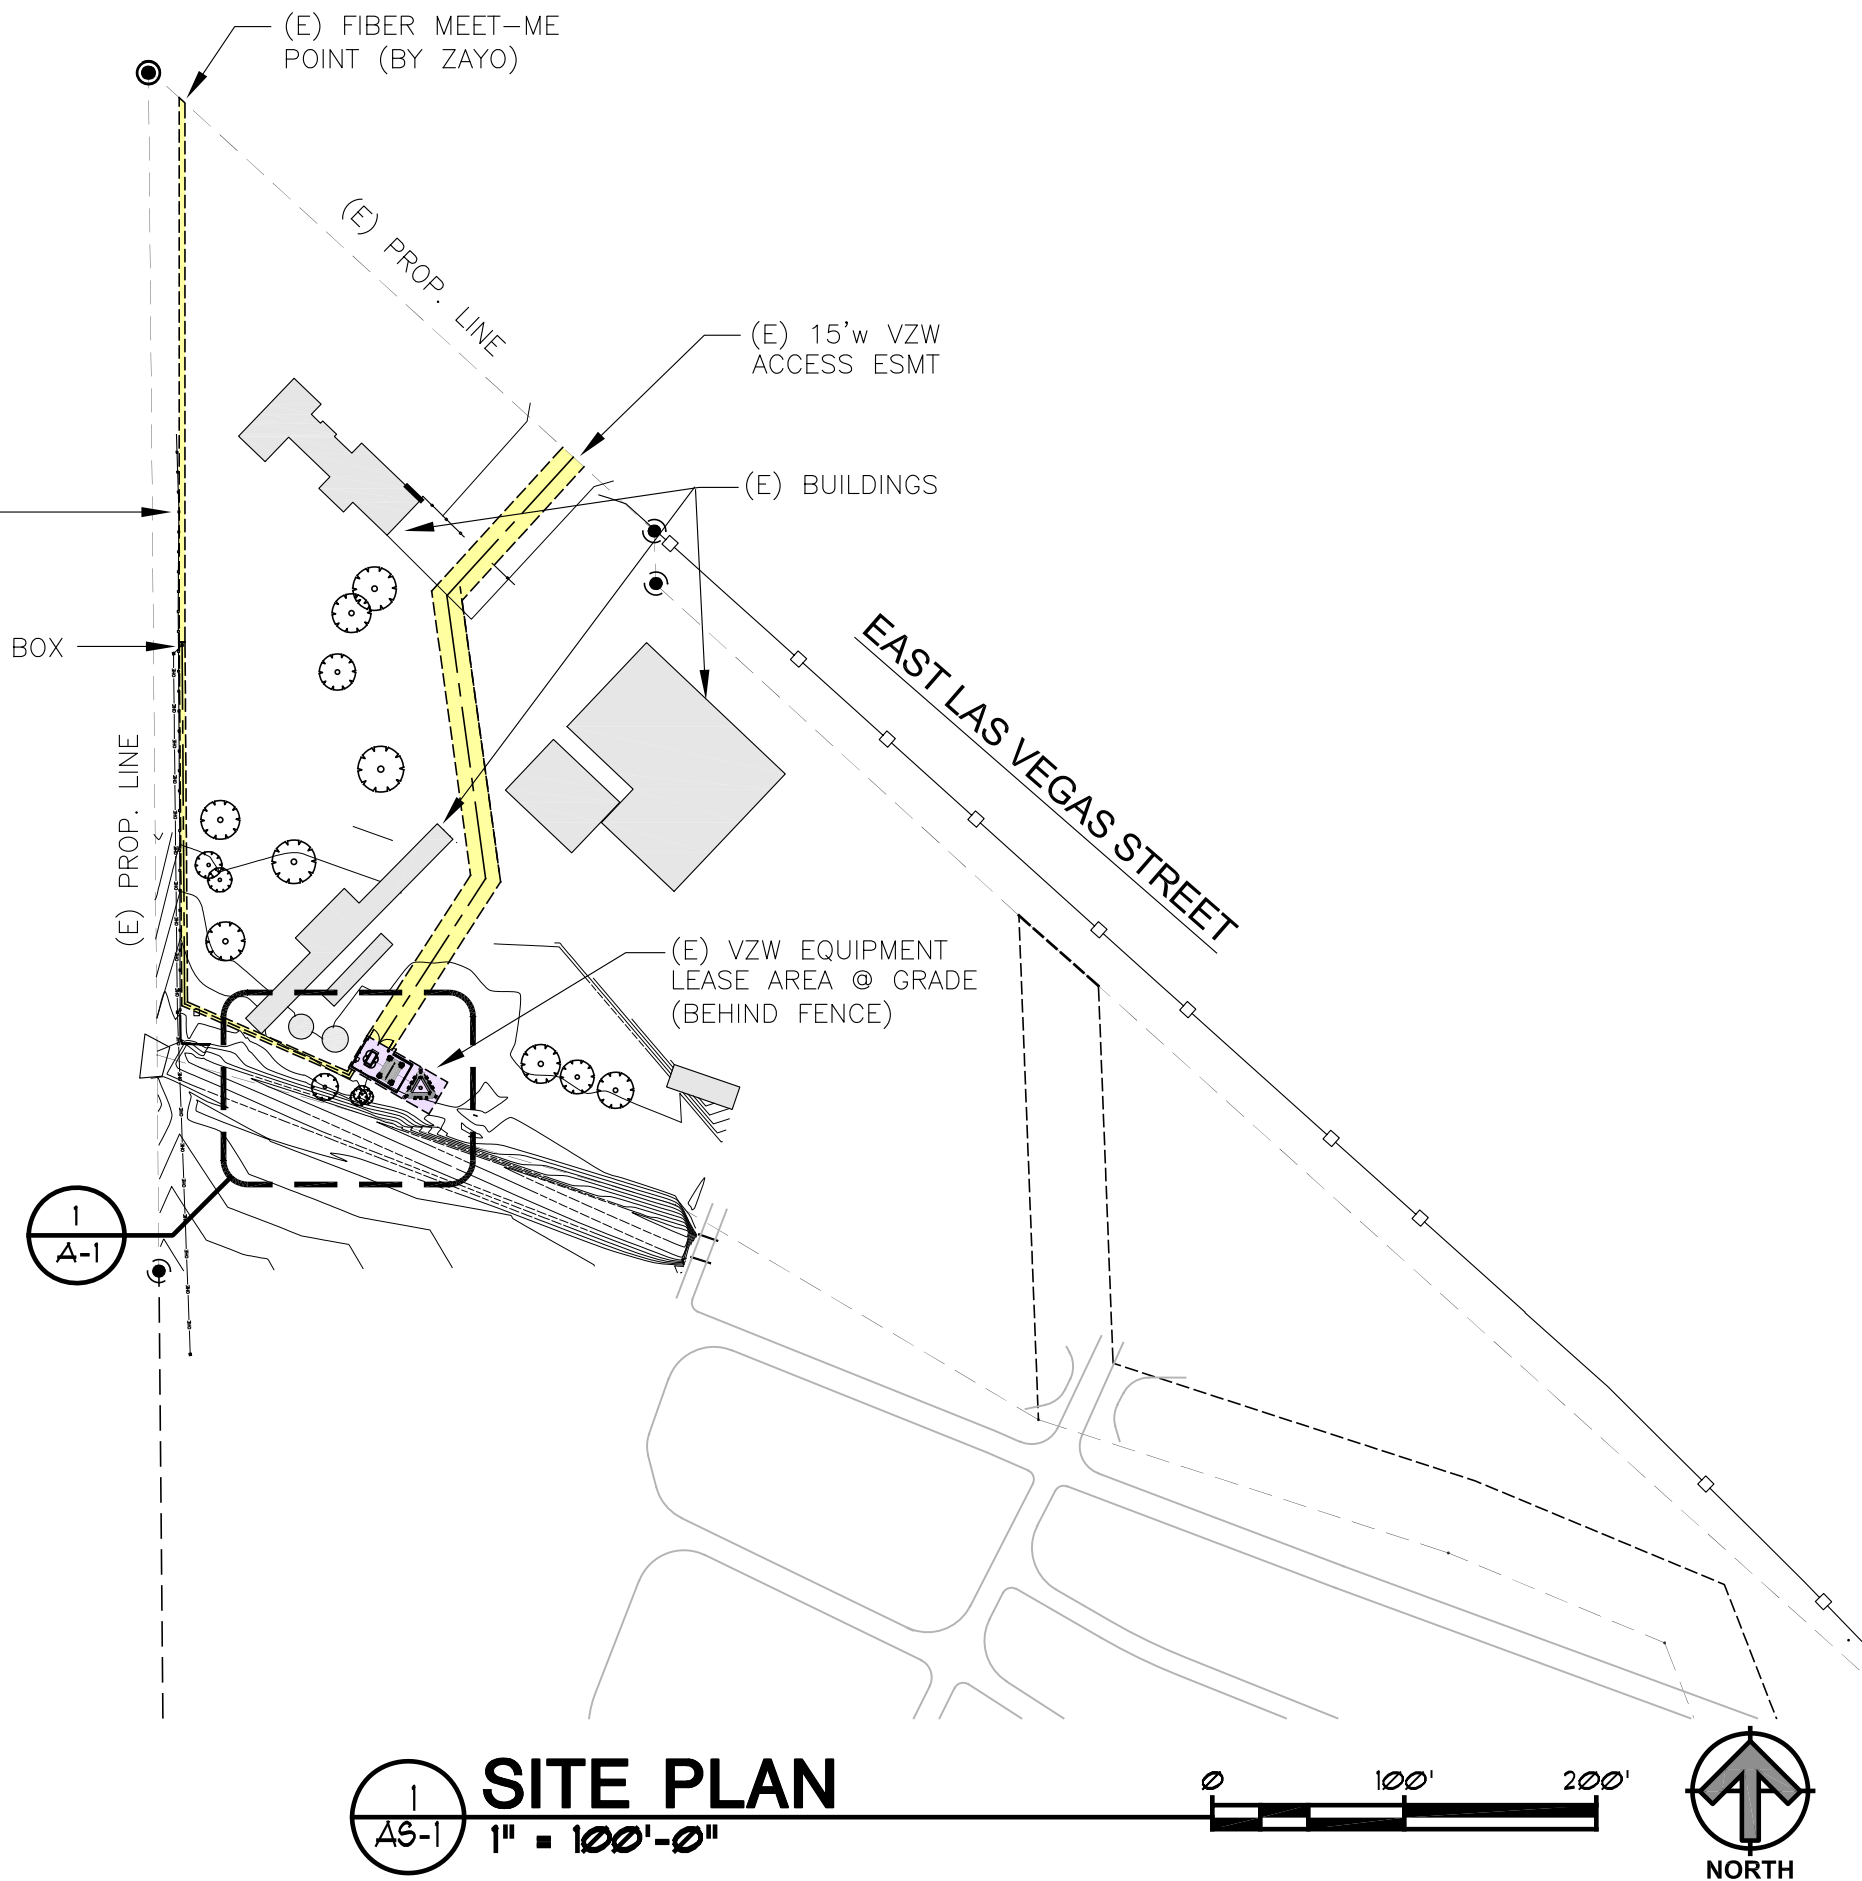 (E) FIBER MEET-ME
POINT (BY ZAYO)
(E) PROP. LINE
(E) 15'w VZW
ACCESS ESMT
(E) BUILDINGS
BOX
EAST LAS VEGAS STREET
(E) PROP. LINE
(E) VZW EQUIPMENT
LEASE AREA @ GRADE
(BEHIND FENCE)
1
A-1
1
AS-1
SITE PLAN
1" = 100'-0"
0 100' 200'
NORTH